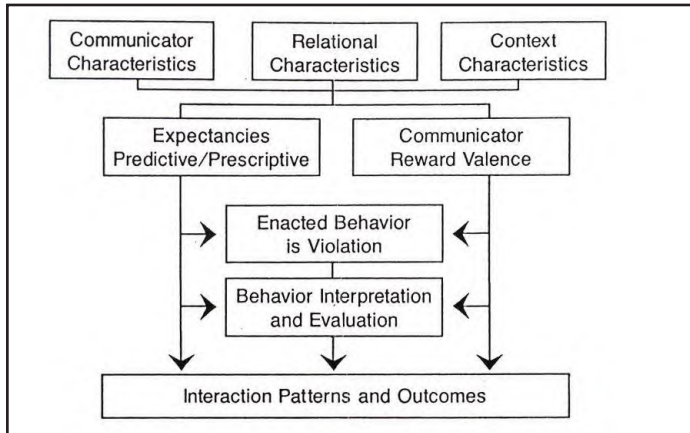 Communicator
Characteristics
Relational
Characteristics
Context
Characteristics
Expectancies
Predictive/Prescriptive
Communicator
Reward Valence
Enacted Behavior
is Violation
Behavior Interpretation
and Evaluation
Interaction Patterns and Outcomes